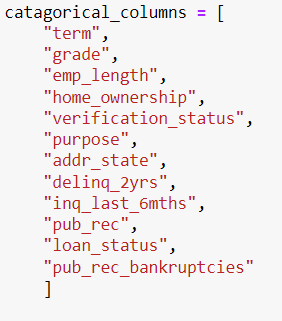 catagorical_columns = [
    "term",
    "grade",
    "emp_length",
    "home_ownership",
    "verification_status",
    "purpose",
    "addr_state",
    "delinq_2yrs",
    "inq_last_6mths",
    "pub_rec",
    "loan_status",
    "pub_rec_bankruptcies"
    ]